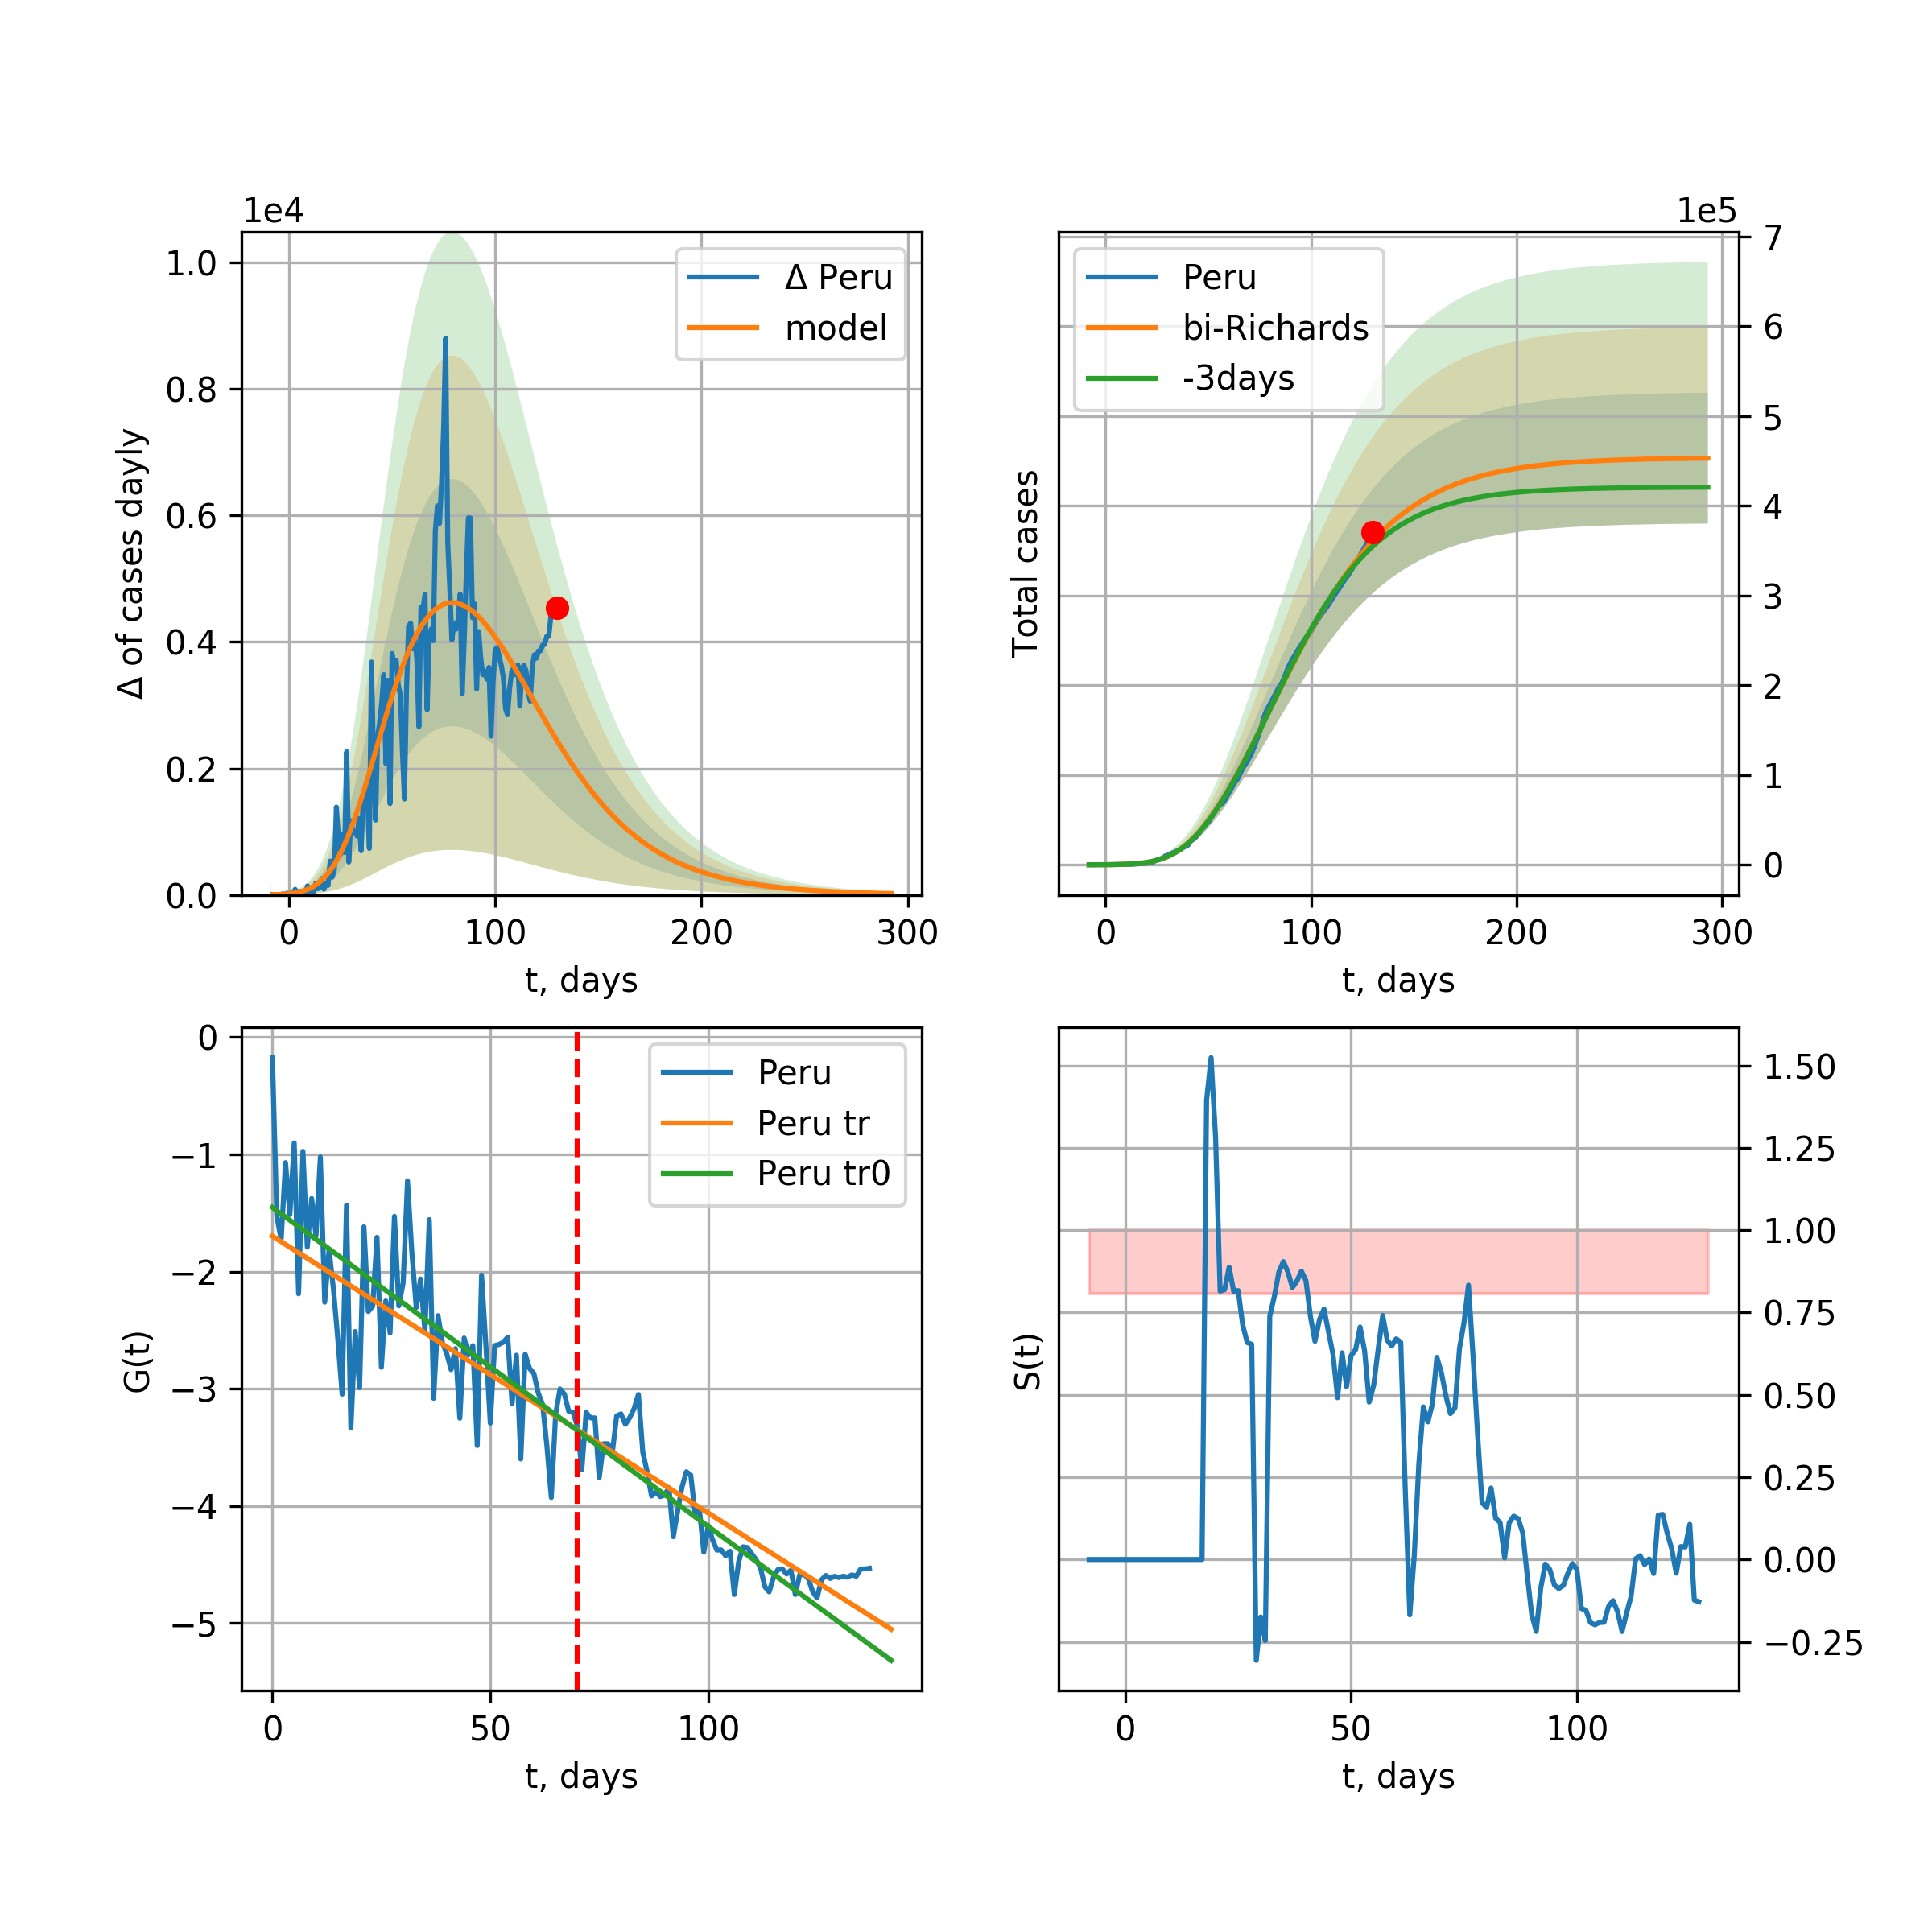 1e4
1.0
0.8
0.6
0.4
0.2
0.0
Δ of cases dayly
Δ Peru
model
0 100 200 300
t, days
1e5
7
6
5
4
3
2
1
0
Total cases
Peru
bi-Richards
-3days
0 100 200 300
t, days
0
−1
−2
−3
−4
−5
G(t)
Peru
Peru tr
Peru tr0
0 50 100
t, days
1.50
1.25
1.00
0.75
0.50
0.25
0.00
−0.25
S(t)
0 50 100
t, days